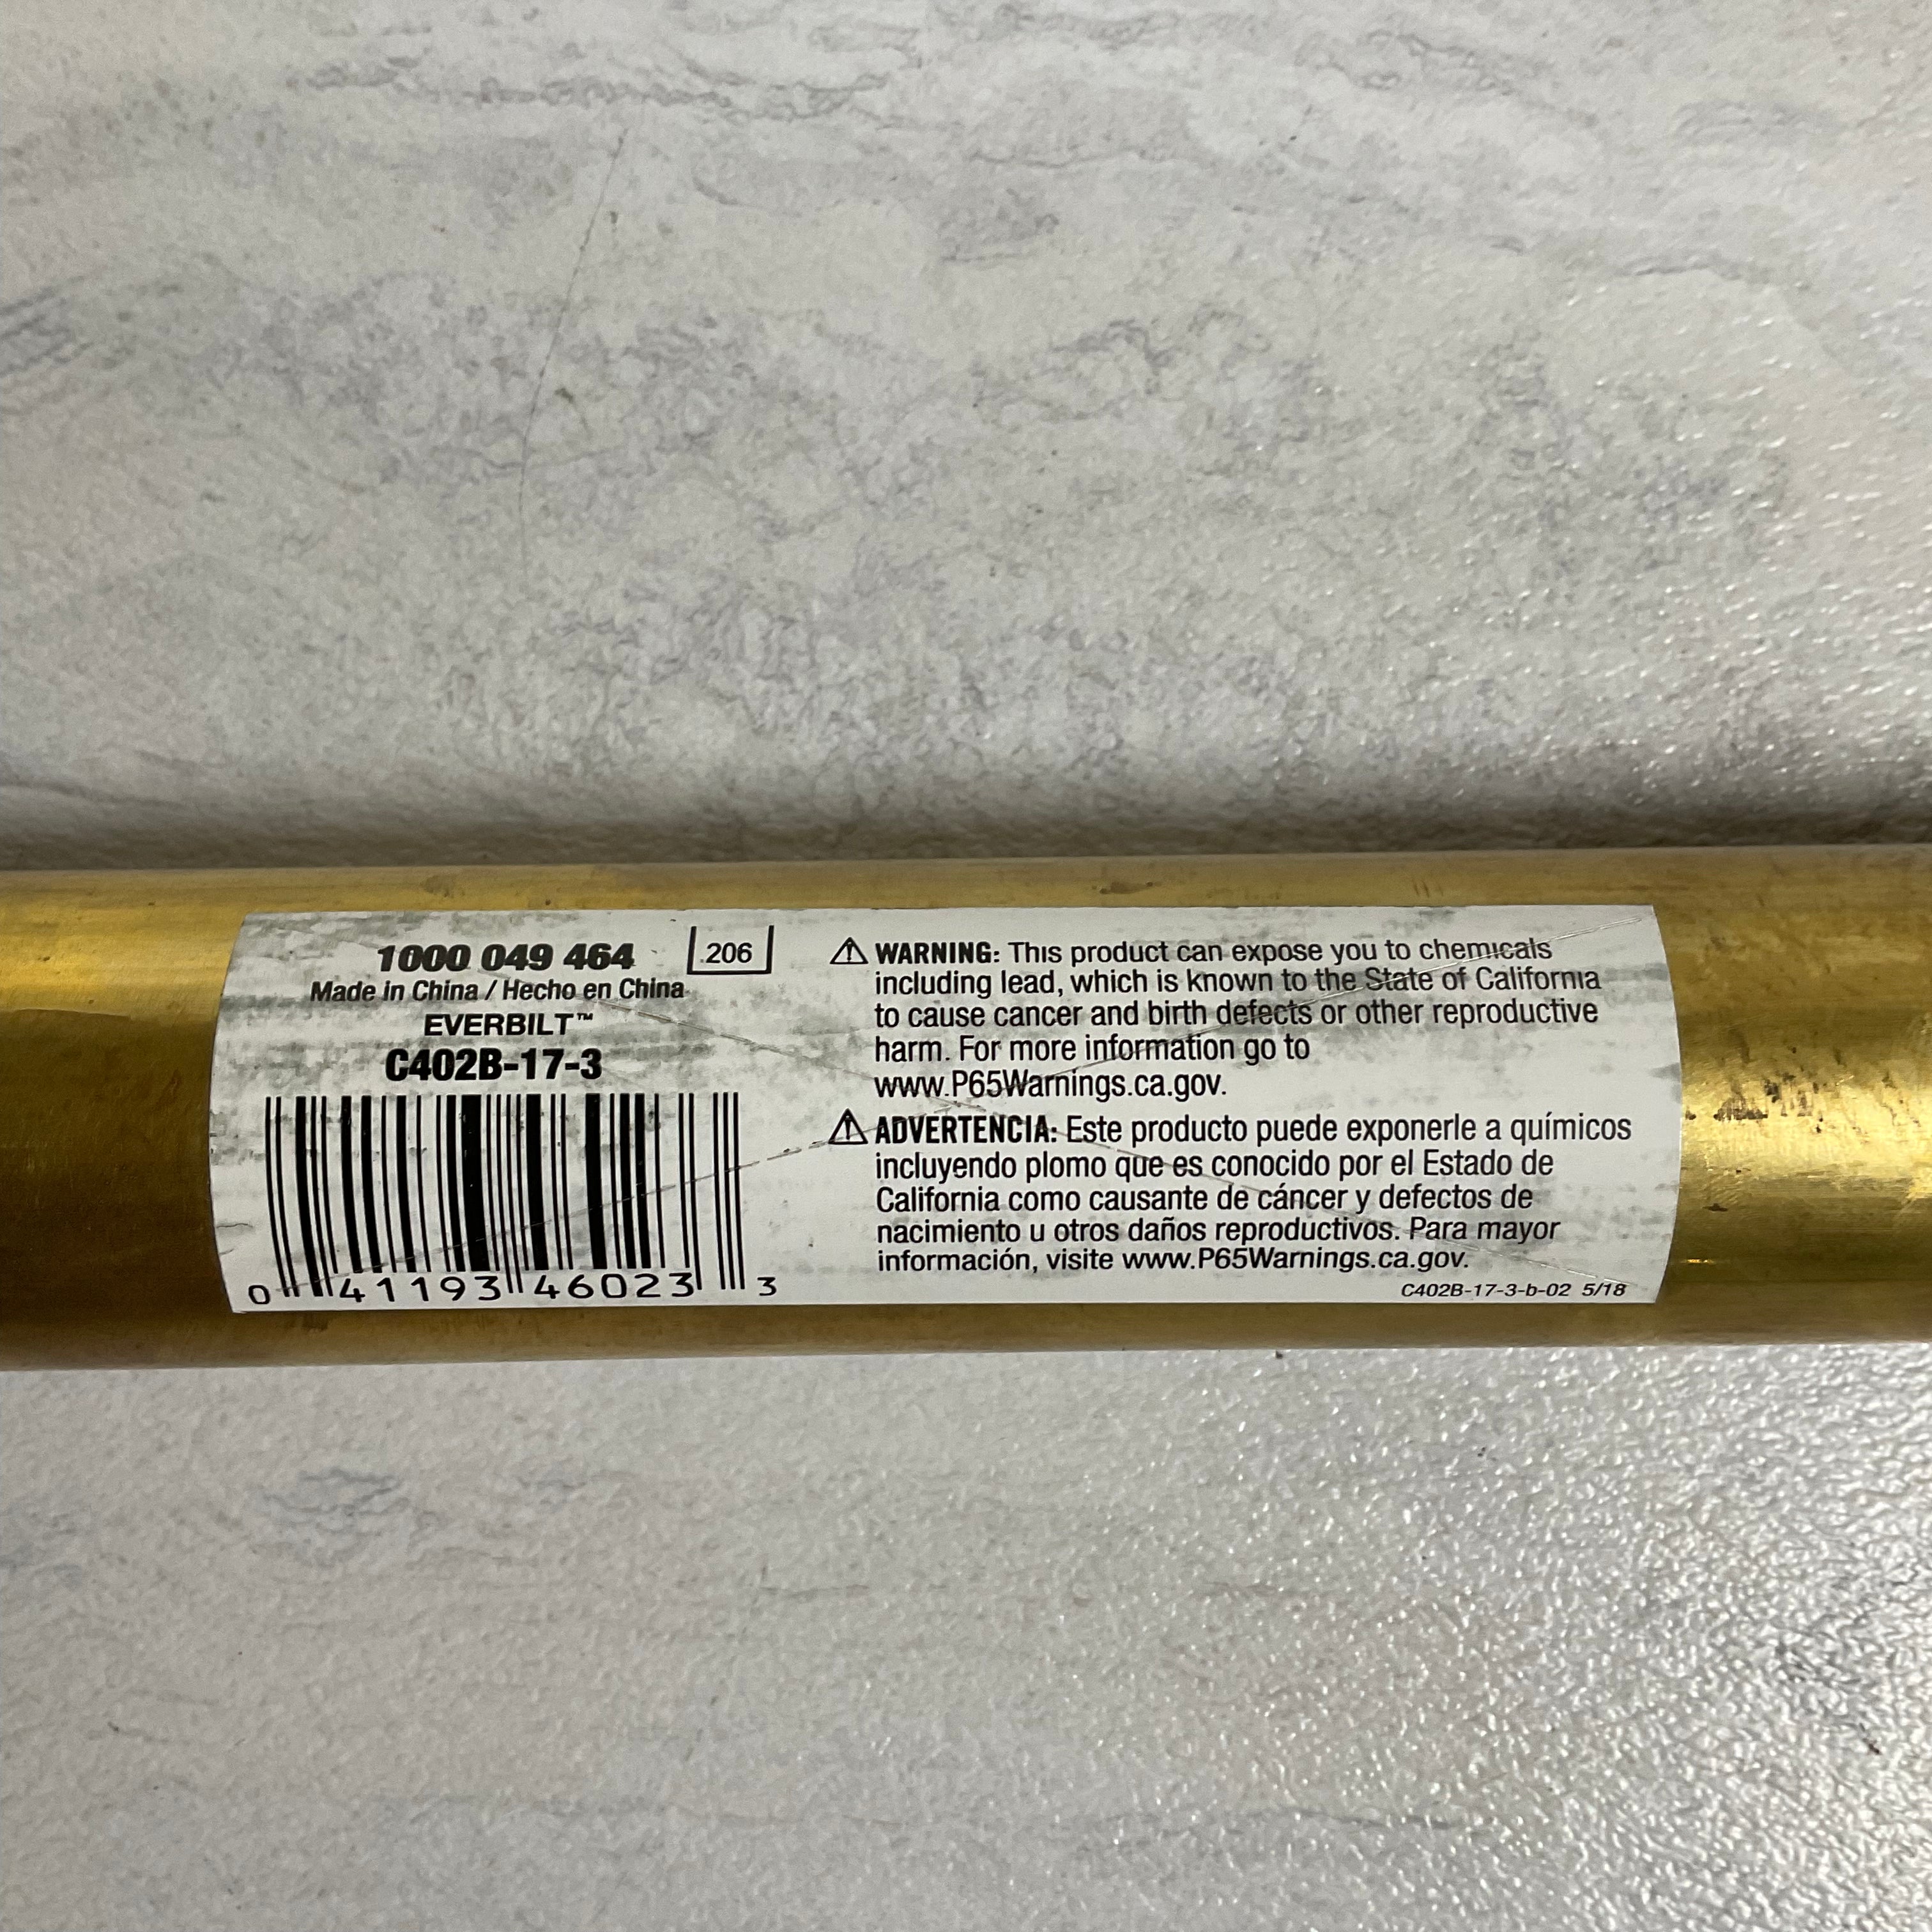 1000 049 464
206
Made in China / Hecho en China
EVERBILT™
C402B-17-3
0 41193 46023 3
⚠ WARNING: This product can expose you to chemicals
including lead, which is known to the State of California
to cause cancer and birth defects or other reproductive
harm. For more information go to
www.P65Warnings.ca.gov.
⚠ ADVERTENCIA: Este producto puede exponerle a químicos
incluyendo plomo que es conocido por el Estado de
California como causante de cáncer y defectos de
nacimiento u otros daños reproductivos. Para mayor
información, visite www.P65Warnings.ca.gov.
C402B-17-3-b-02 5/18